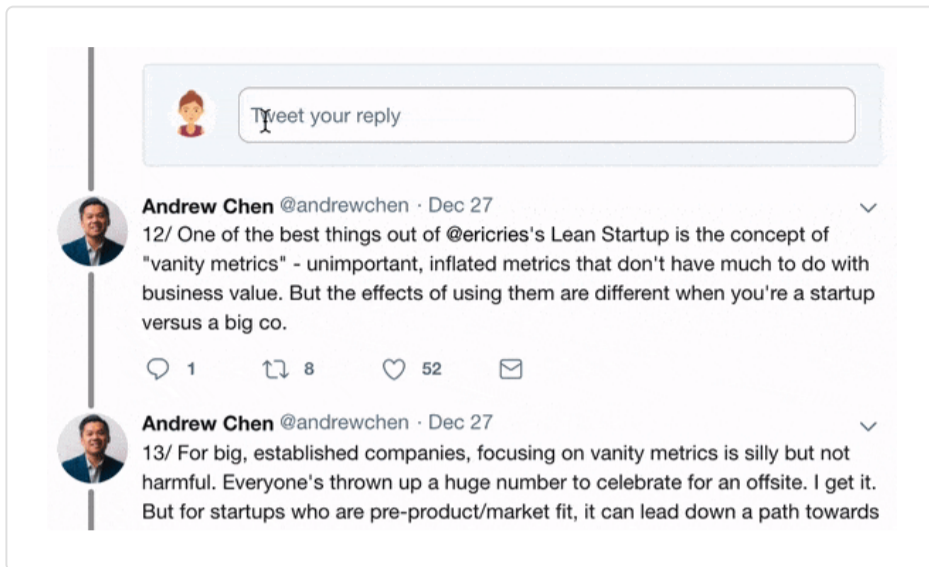 Tweet your reply
Andrew Chen @andrewchen · Dec 27
12/ One of the best things out of @ericries's Lean Startup is the concept of
"vanity metrics" - unimportant, inflated metrics that don't have much to do with
business value. But the effects of using them are different when you're a startup
versus a big co.
1 8 52
Andrew Chen @andrewchen · Dec 27
13/ For big, established companies, focusing on vanity metrics is silly but not
harmful. Everyone's thrown up a huge number to celebrate for an offsite. I get it.
But for startups who are pre-product/market fit, it can lead down a path towards